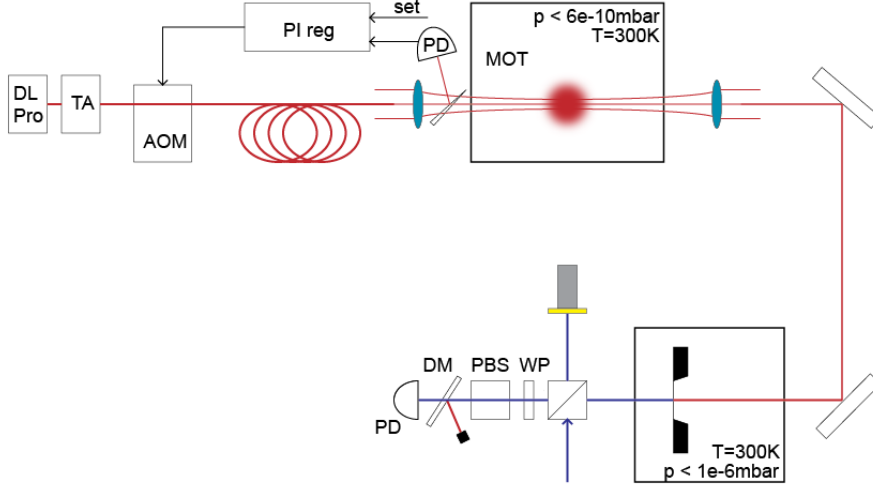 set
PI reg
PD
p < 6e-10mbar
T=300K
MOT
DL
Pro
TA
AOM
DM
PBS
WP
PD
T=300K
p < 1e-6mbar